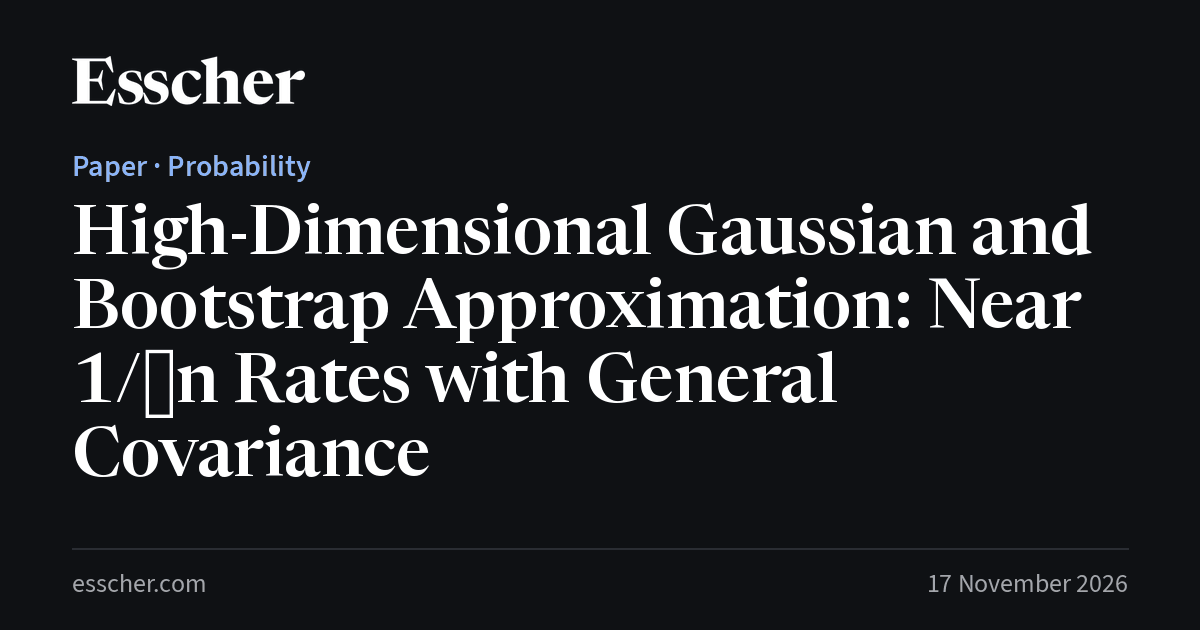 Esscher
Paper · Probability
High-Dimensional Gaussian and
Bootstrap Approximation: Near
1/▯n Rates with General
Covariance
esscher.com
17 November 2026